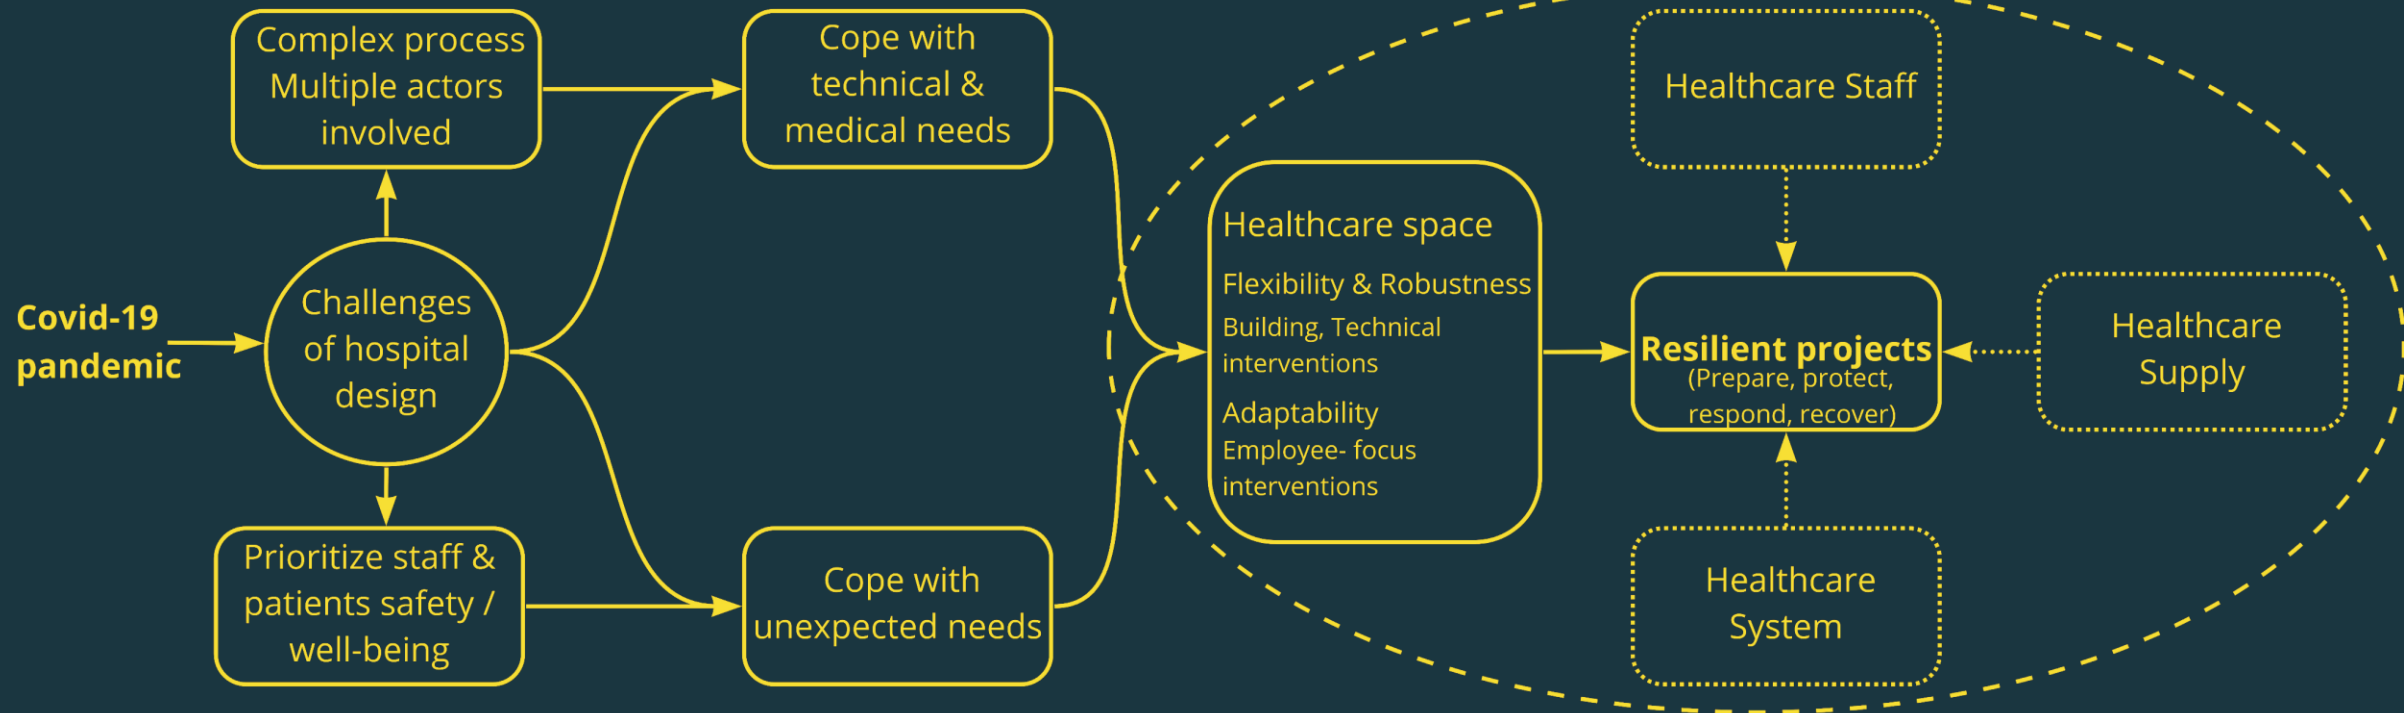 Covid-19
pandemic
Challenges
of hospital
design
Complex process
Multiple actors
involved
Prioritize staff &
patients safety /
well-being
Cope with
technical &
medical needs
Cope with
unexpected needs
Healthcare space
Flexibility & Robustness
Building, Technical
interventions
Adaptability
Employee- focus
interventions
Healthcare Staff
Resilient projects
(Prepare, protect,
respond, recover)
Healthcare
Supply
Healthcare
System